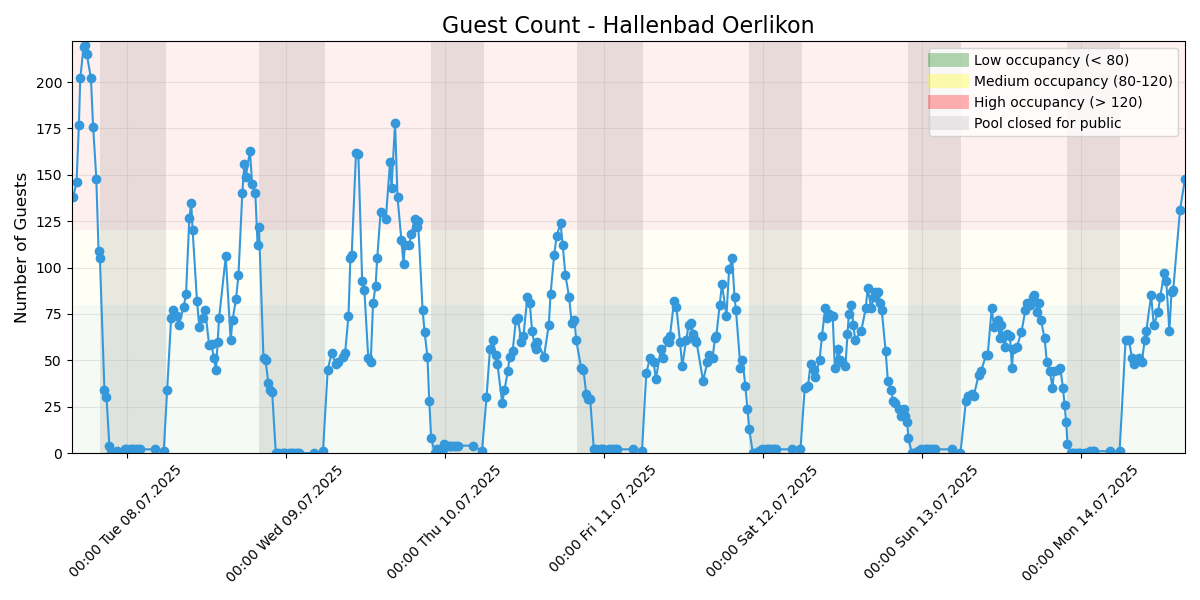 Guest Count - Hallenbad Oerlikon
Number of Guests
200
175
150
125
100
75
50
25
0
Low occupancy (< 80)
Medium occupancy (80-120)
High occupancy (> 120)
Pool closed for public
00:00 Tue 08.07.2025
00:00 Wed 09.07.2025
00:00 Thu 10.07.2025
00:00 Fri 11.07.2025
00:00 Sat 12.07.2025
00:00 Sun 13.07.2025
00:00 Mon 14.07.2025